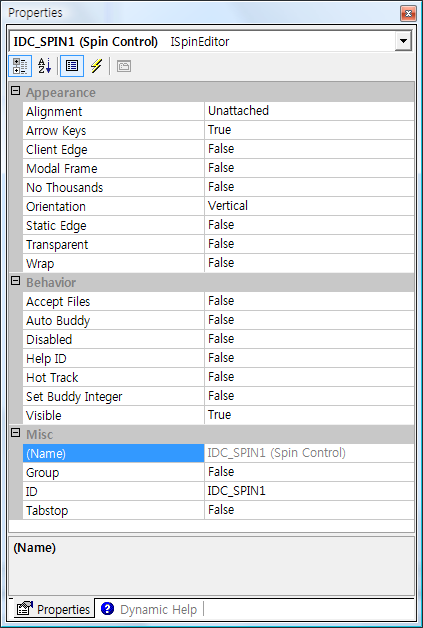 Properties
IDC_SPIN1 (Spin Control) ISpinEditor
Appearance
Alignment Unattached
Arrow Keys True
Client Edge False
Modal Frame False
No Thousands False
Orientation Vertical
Static Edge False
Transparent False
Wrap False
Behavior
Accept Files False
Auto Buddy False
Disabled False
Help ID False
Hot Track False
Set Buddy Integer False
Visible True
Misc
(Name) IDC_SPIN1 (Spin Control)
Group False
ID IDC_SPIN1
Tabstop False
(Name)
Properties Dynamic Help